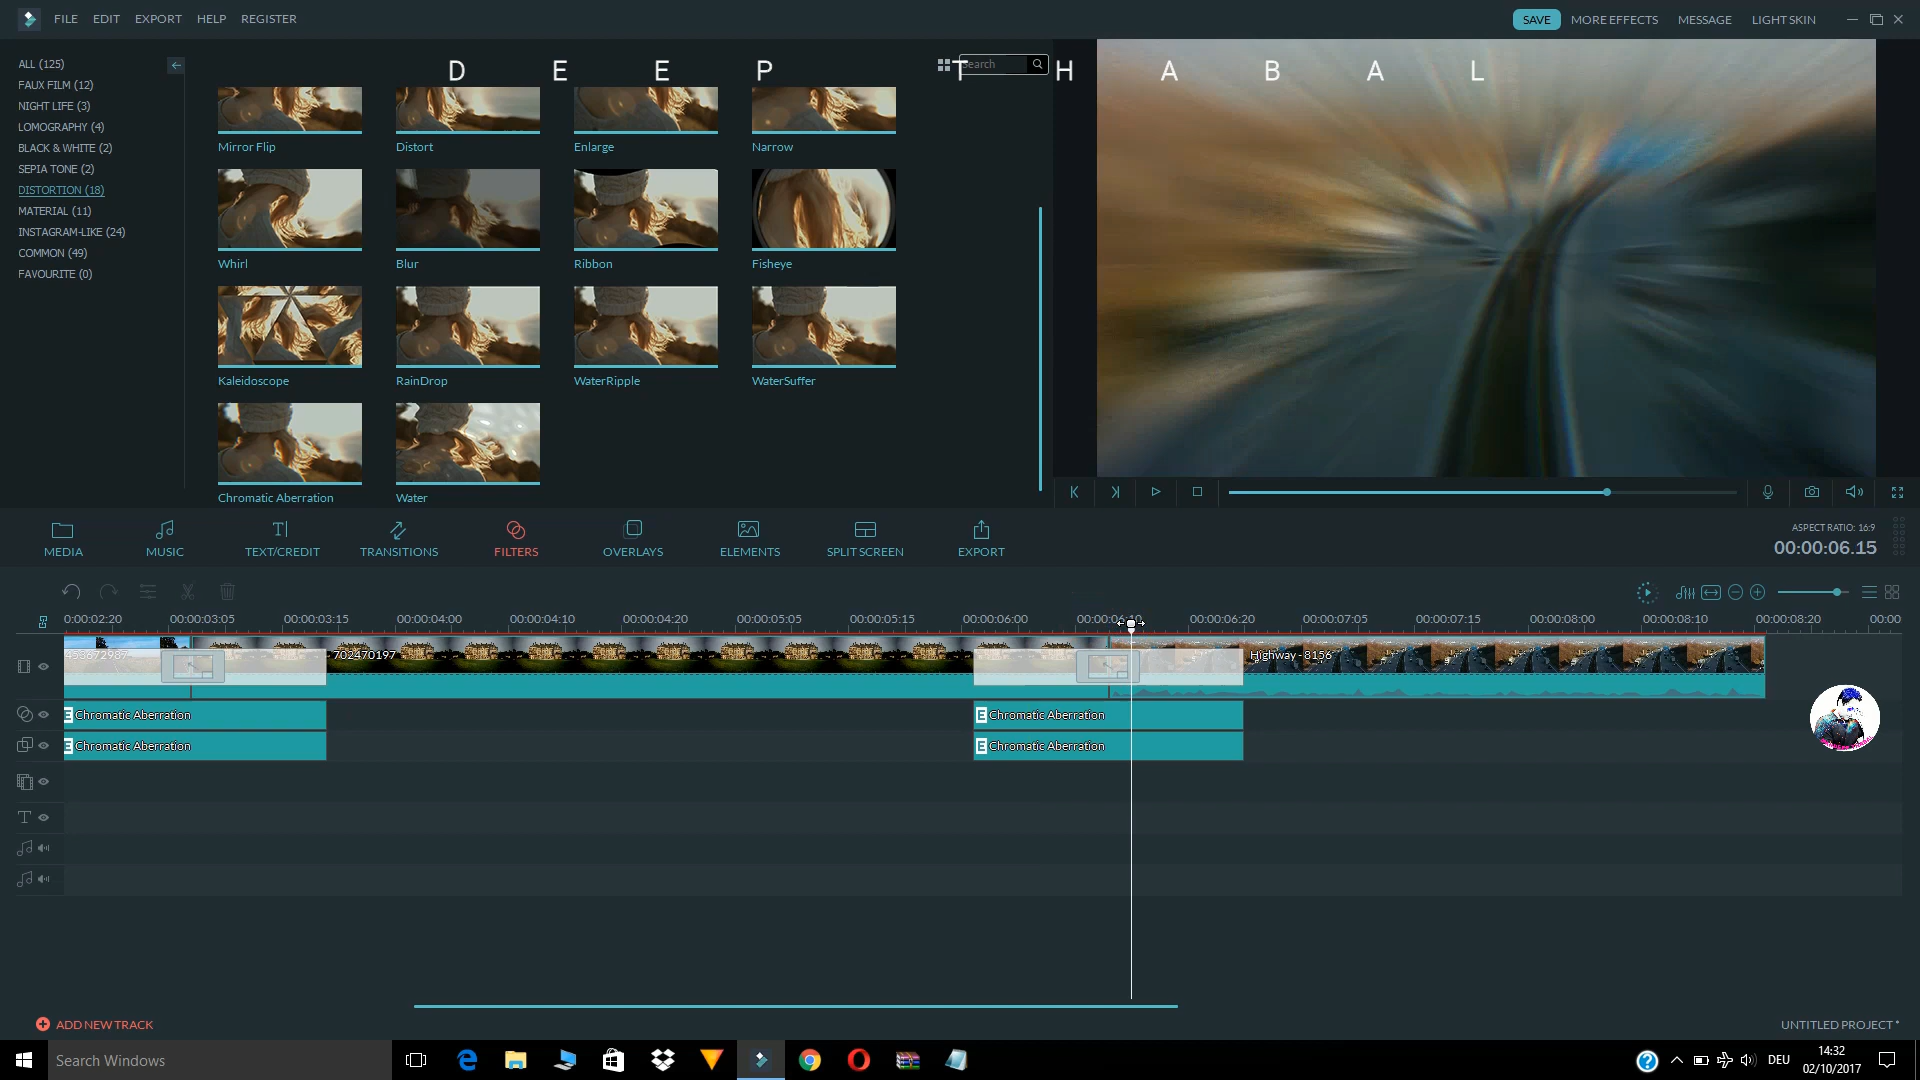 FILE EDIT EXPORT HELP REGISTER
SAVE MORE EFFECTS MESSAGE LIGHT SKIN
D E E P T H A B A L
Search
ALL (125)
FAUX FILM (12)
NIGHT LIFE (3)
LOMOGRAPHY (4)
BLACK & WHITE (2)
SEPIA TONE (2)
DISTORTION (18)
MATERIAL (11)
INSTAGRAM-LIKE (24)
COMMON (49)
FAVOURITE (0)
Mirror Flip Distort Enlarge Narrow
Whirl Blur Ribbon Fisheye
Kaleidoscope RainDrop WaterRipple WaterSuffer
Chromatic Aberration Water
MEDIA MUSIC TEXT/CREDIT TRANSITIONS FILTERS OVERLAYS ELEMENTS SPLIT SCREEN EXPORT
ASPECT RATIO: 16:9
00:00:06.15
0:00:02:20 00:00:03:05 00:00:03:15 00:00:04:00 00:00:04:10 00:00:04:20 00:00:05:05 00:00:05:15 00:00:06:00 00:00:06:10 00:00:06:20 00:00:07:05 00:00:07:15 00:00:08:00 00:00:08:10 00:00:08:20 00:00
702470197 Highway - 8156
E Chromatic Aberration E Chromatic Aberration
E Chromatic Aberration E Chromatic Aberration
ADD NEW TRACK
UNTITLED PROJECT *
Search Windows
DEU
14:32
02/10/2017